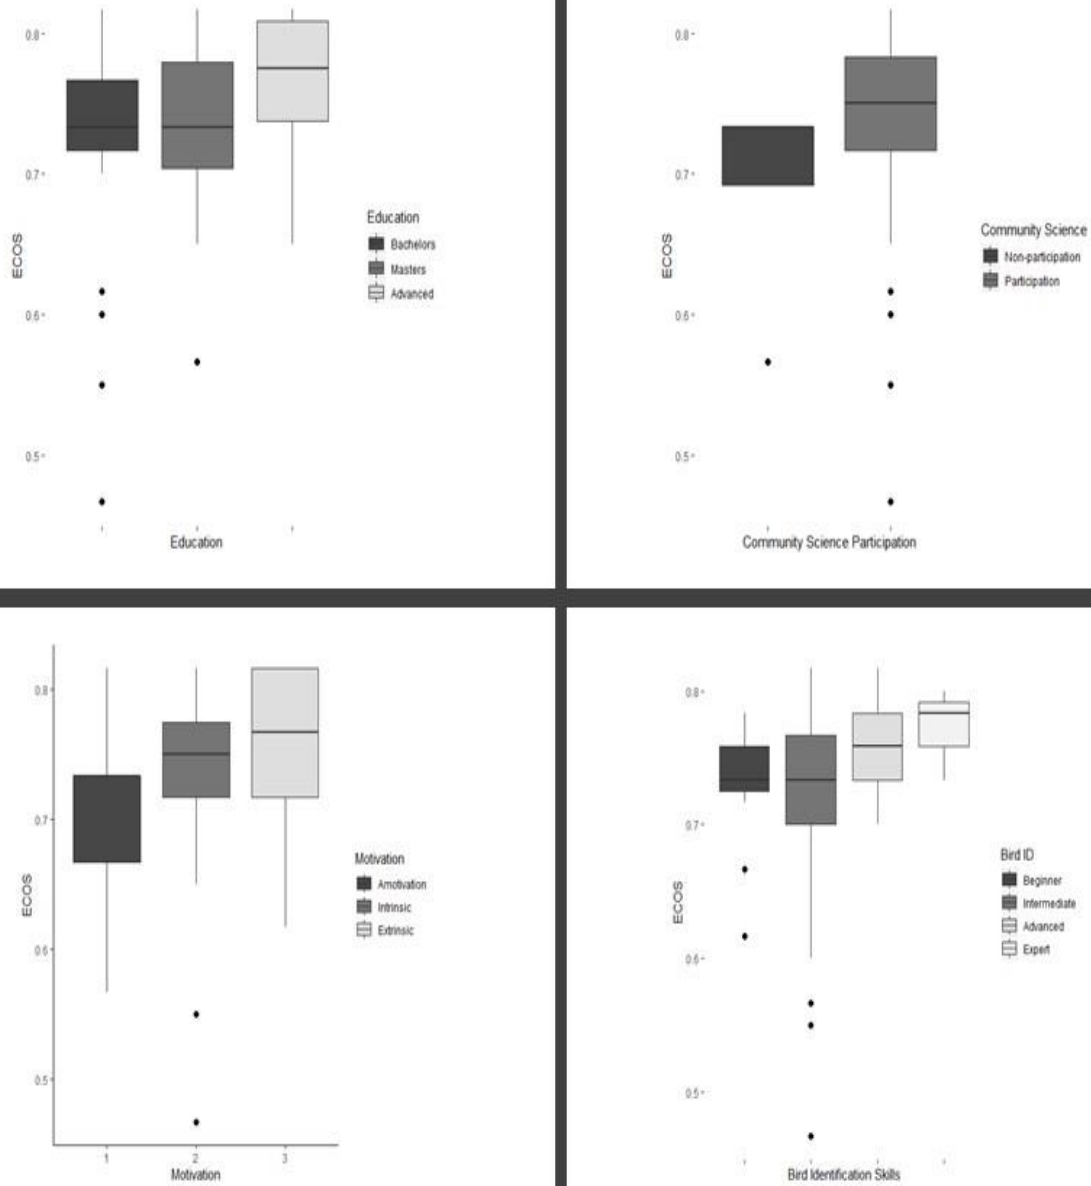 0.8
0.7
ECOS
0.6
0.5
Education
Education
Bachelors
Masters
Advanced
0.8
0.7
ECOS
0.6
0.5
Community Science Participation
Community Science
Non-participation
Participation
0.8
0.7
ECOS
0.6
0.5
1 2 3
Motivation
Motivation
Amotivation
Intrinsic
Extrinsic
0.8
0.7
ECOS
0.6
0.5
Bird Identification Skills
Bird ID
Beginner
Intermediate
Advanced
Expert